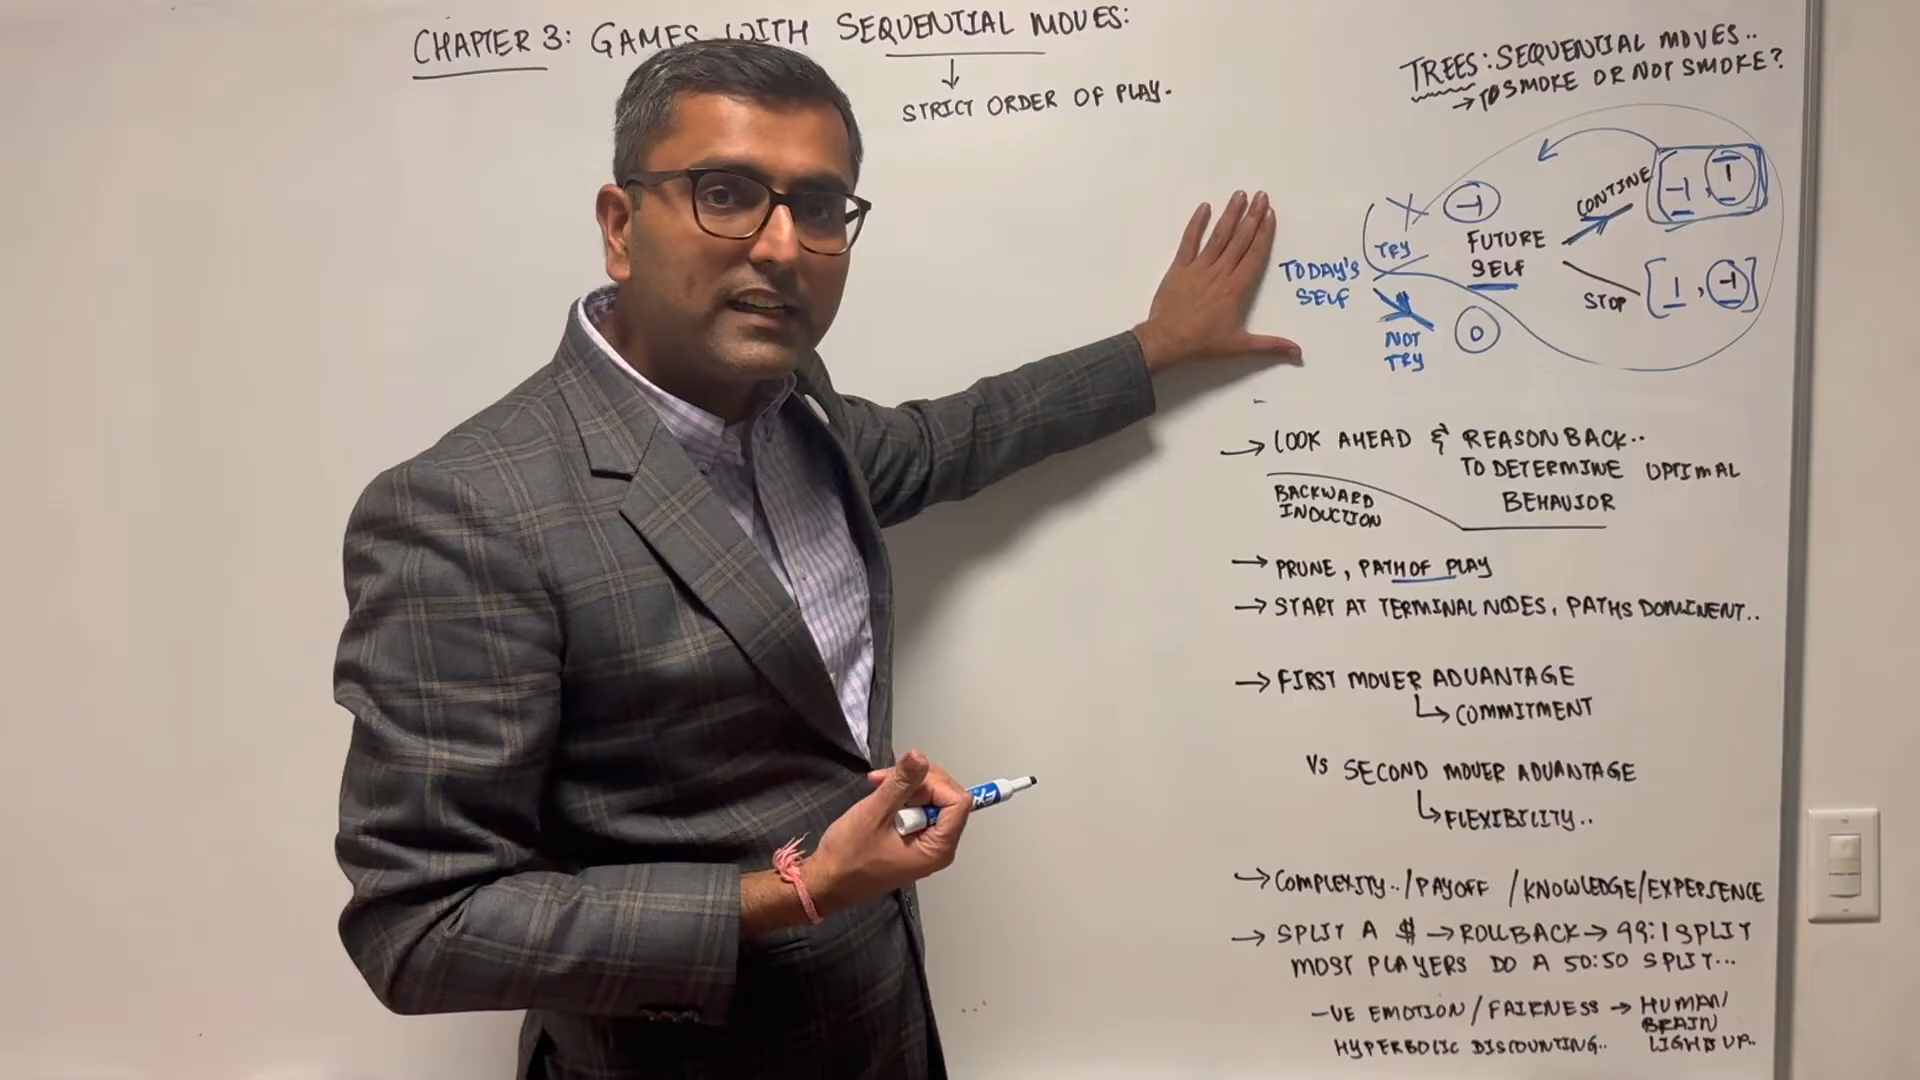 CHAPTER 3: GAMES WITH SEQUENTIAL MOVES:
STRICT ORDER OF PLAY.
TREES: SEQUENTIAL MOVES..
→ TO SMOKE OR NOT SMOKE?
CONTINE
(-1, 1)
-1
TRY
FUTURE
SELF
TODAY'S
SELF
STOP
[1, -1]
NOT
TRY
0
→ LOOK AHEAD & REASON BACK..
TO DETERMINE OPTIMAL
BEHAVIOR
BACKWARD
INDUCTION
→ PRUNE, PATH OF PLAY
→ START AT TERMINAL NODES, PATHS DOMINENT..
→ FIRST MOVER ADVANTAGE
↳ COMMITMENT
VS SECOND MOVER ADVANTAGE
↳ FLEXIBILITY..
→ COMPLEXITY../PAYOFF /KNOWLEDGE/EXPERIENCE
→ SPLIT A $ → ROLLBACK → 99:1 SPLIT
MOST PLAYERS DO A 50:50 SPLIT...
-VE EMOTION/FAIRNESS → HUMAN/
BRAIN
LIGHTS UP..
HYPERBOLIC DISCOUNTING..